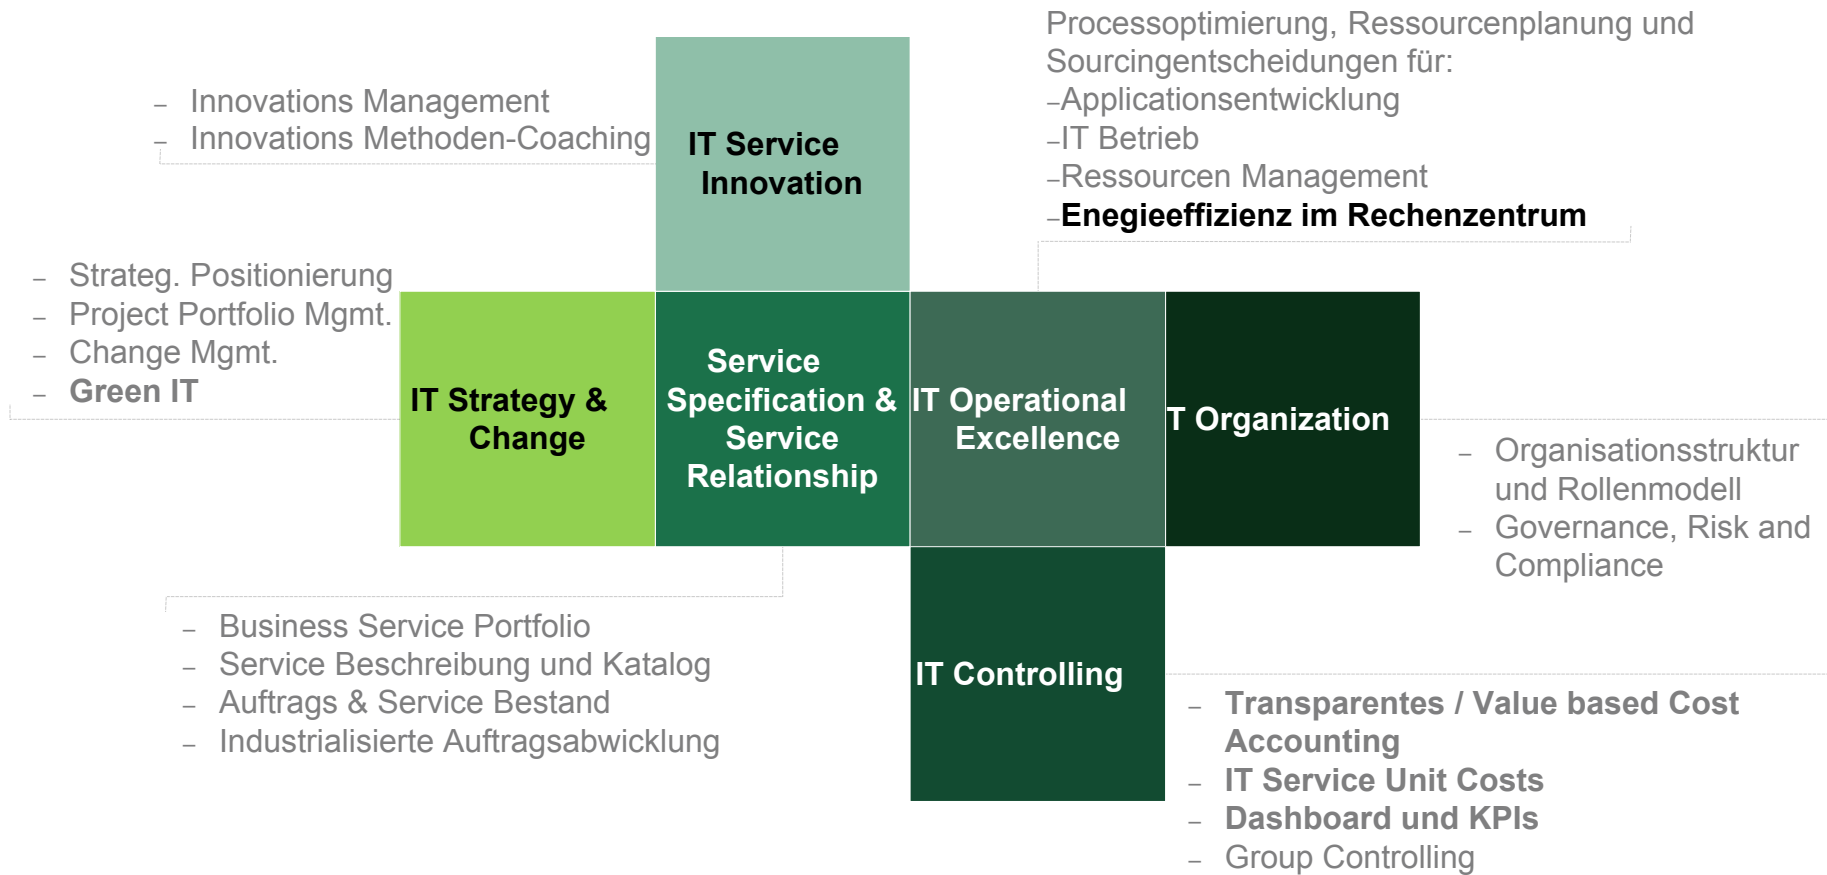 Processoptimierung, Ressourcenplanung und
Sourcingentscheidungen für:
–Applicationsentwicklung
–IT Betrieb
–Ressourcen Management
–Enegieeffizienz im Rechenzentrum
– Innovations Management
– Innovations Methoden-Coaching
IT Service
Innovation
– Strateg. Positionierung
– Project Portfolio Mgmt.
– Change Mgmt.
– Green IT
IT Strategy &
Change
Service
Specification &
Service
Relationship
IT Operational
Excellence
T Organization
– Organisationsstruktur
und Rollenmodell
– Governance, Risk and
Compliance
– Business Service Portfolio
– Service Beschreibung und Katalog
– Auftrags & Service Bestand
– Industrialisierte Auftragsabwicklung
IT Controlling
– Transparentes / Value based Cost
Accounting
– IT Service Unit Costs
– Dashboard und KPIs
– Group Controlling